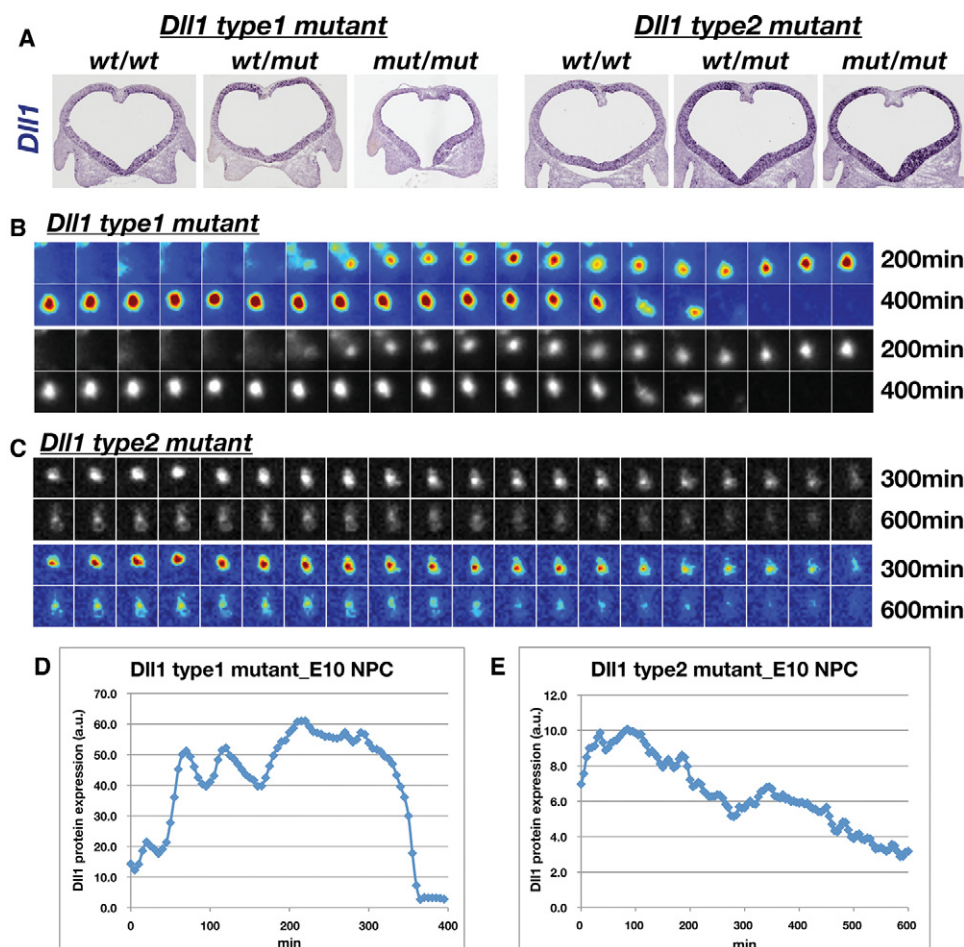 Dll1 type1 mutant
Dll1 type2 mutant
A
wt/wt
wt/mut
mut/mut
wt/wt
wt/mut
mut/mut
Dll1
B
Dll1 type1 mutant
200min
400min
200min
400min
C
Dll1 type2 mutant
300min
600min
300min
600min
D
Dll1 type1 mutant_E10 NPC
Dll1 protein expression (a.u.)
70.0
60.0
50.0
40.0
30.0
20.0
10.0
0.0
0
100
200
300
400
min
E
Dll1 type2 mutant_E10 NPC
Dll1 protein expression (a.u.)
12.0
10.0
8.0
6.0
4.0
2.0
0.0
0
100
200
300
400
500
600
min